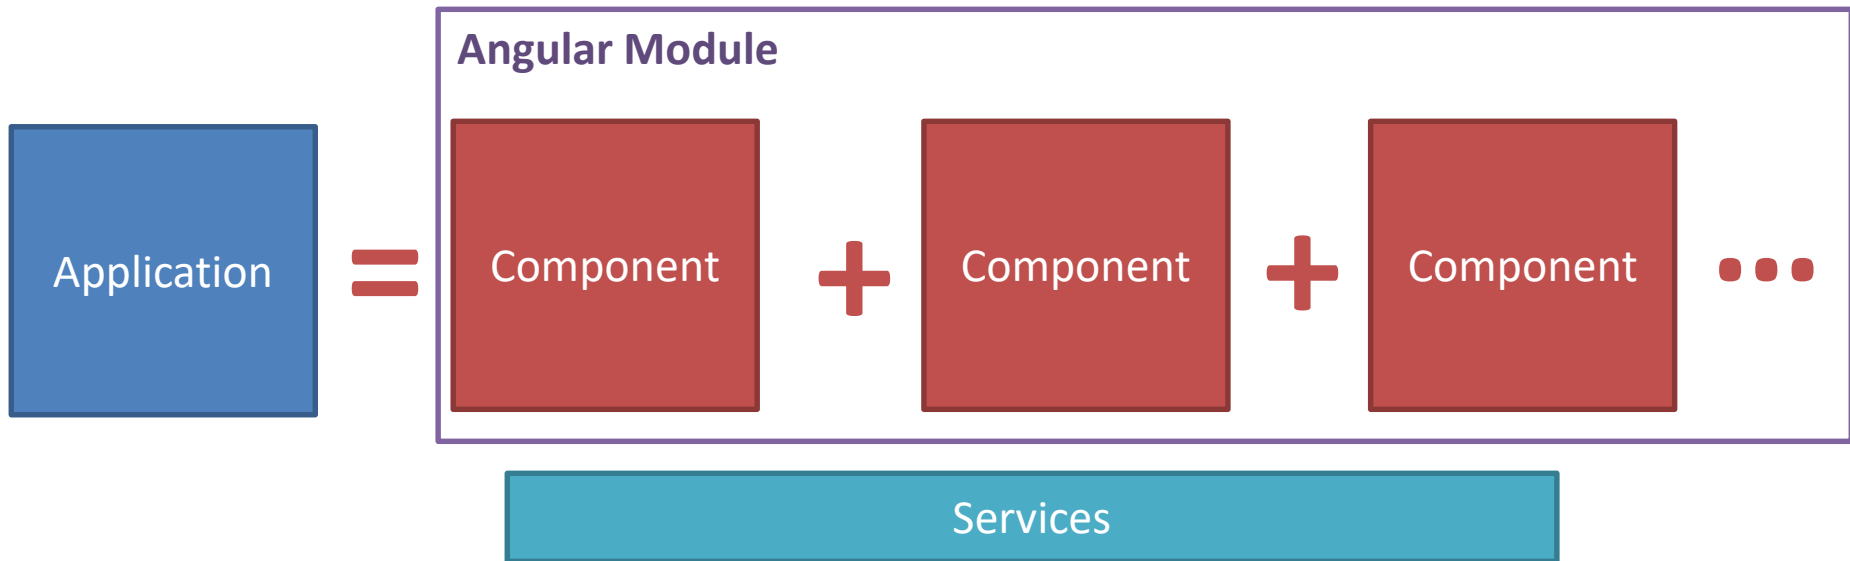 Angular Module
Application = Component + Component + Component ...
Services